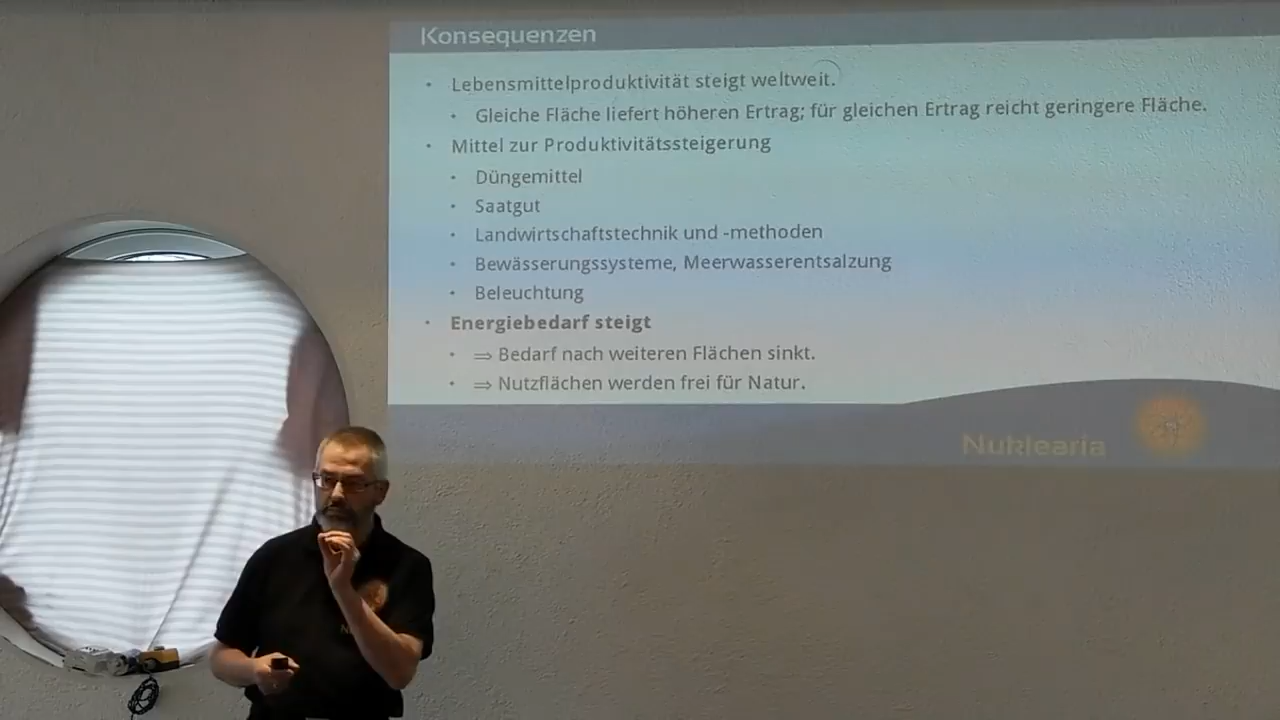 Konsequenzen
• Lebensmittelproduktivität steigt weltweit.
• Gleiche Fläche liefert höheren Ertrag; für gleichen Ertrag reicht geringere Fläche.
• Mittel zur Produktivitätssteigerung
• Düngemittel
• Saatgut
• Landwirtschaftstechnik und -methoden
• Bewässerungssysteme, Meerwasserentsalzung
• Beleuchtung
• Energiebedarf steigt
• ⇒ Bedarf nach weiteren Flächen sinkt.
• ⇒ Nutzflächen werden frei für Natur.
Nuklearia